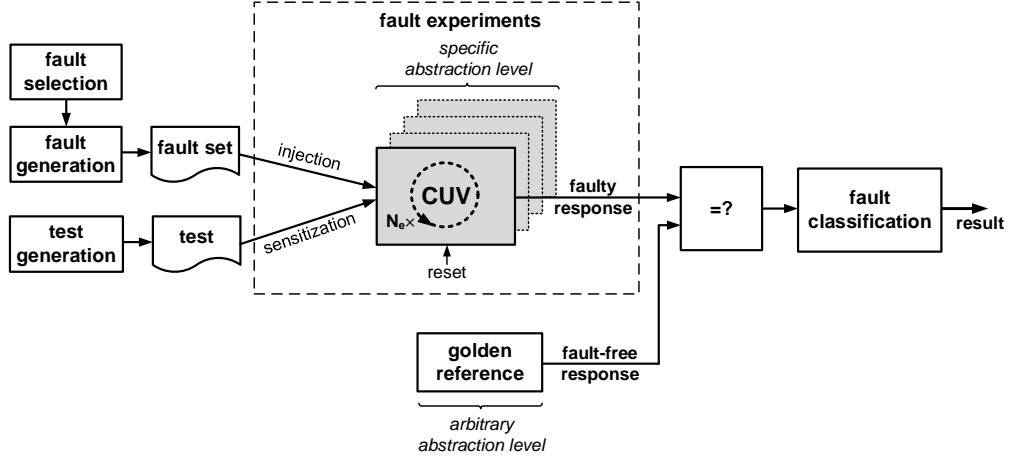 fault experiments
specific
abstraction level
fault
selection
fault
generation
fault set
injection
test
generation
test
sensitization
CUV
Nₑ×
reset
faulty
response
=?
fault
classification
result
golden
reference
fault-free
response
arbitrary
abstraction level